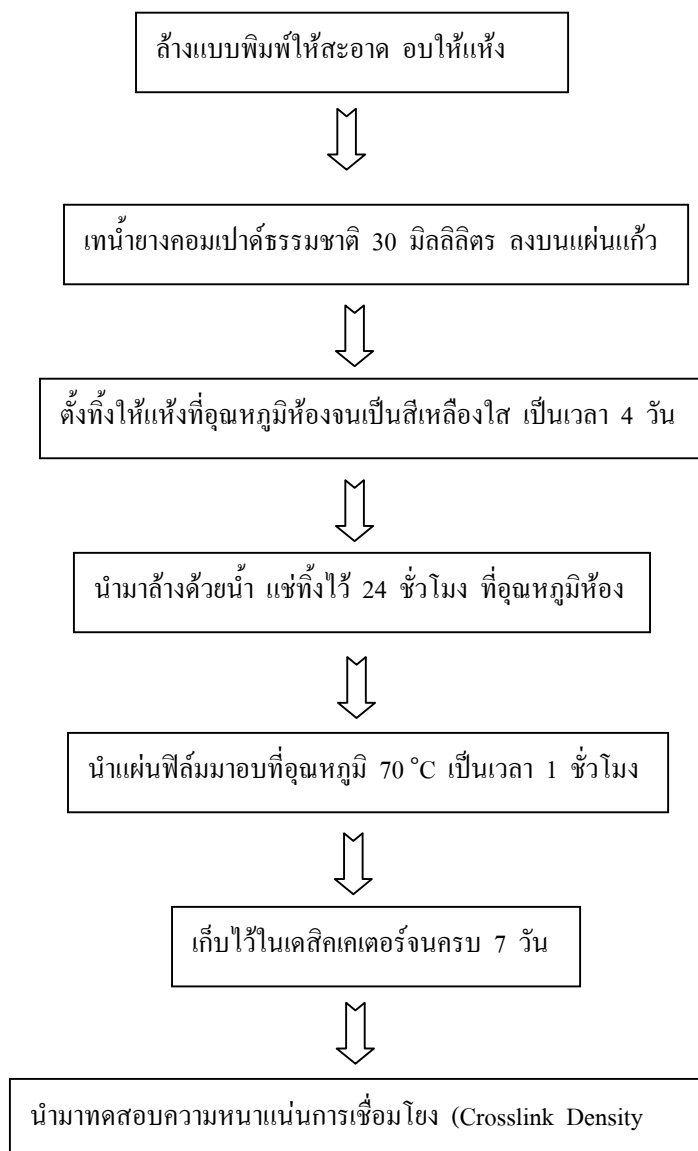 ล้างแบบพิมพ์ให้สะอาด อบให้แห้ง
เทน้ำยางคอมเปาด์ธรรมชาติ 30 มิลลิลิตร ลงบนแผ่นแก้ว
ตั้งทิ้งให้แห้งที่อุณหภูมิห้องจนเป็นสีเหลืองใส เป็นเวลา 4 วัน
นำมาล้างด้วยน้ำ แช่ทิ้งไว้ 24 ชั่วโมง ที่อุณหภูมิห้อง
นำแผ่นฟิล์มมาอบที่อุณหภูมิ 70 °C เป็นเวลา 1 ชั่วโมง
เก็บไว้ในเดสิคเคเตอร์จนครบ 7 วัน
นำมาทดสอบความหนาแน่นการเชื่อมโยง (Crosslink Density